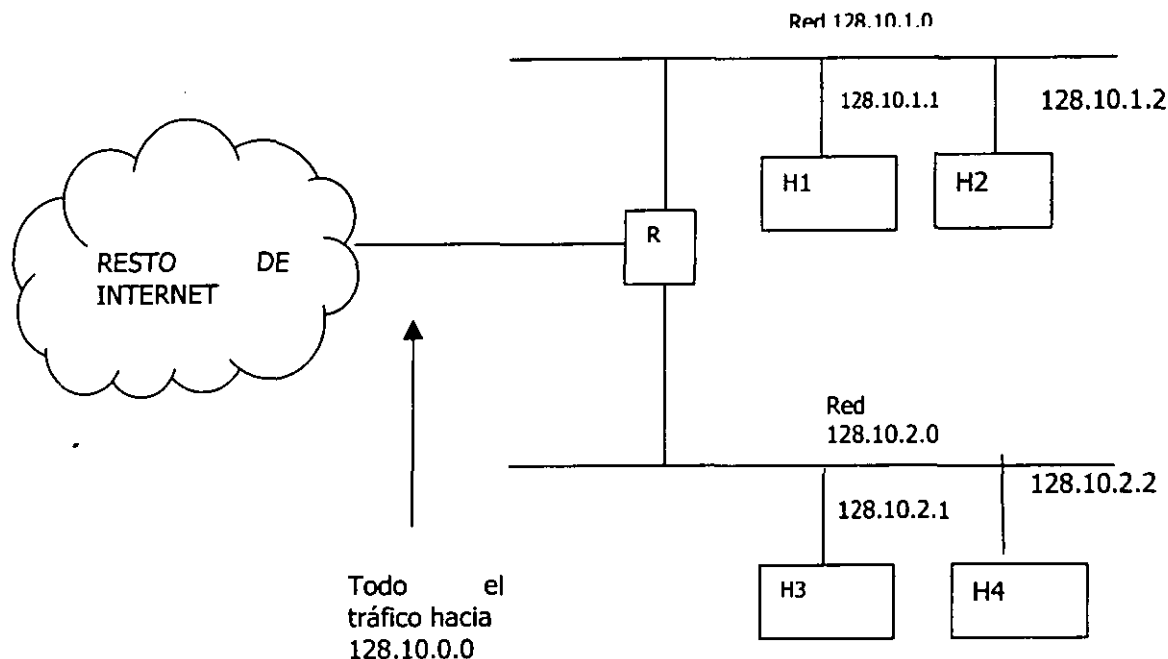 Red 128.10.1.0
128.10.1.1
128.10.1.2
H1
H2
R
RESTO DE
INTERNET
Red
128.10.2.0
128.10.2.1
128.10.2.2
H3
H4
Todo el
tráfico hacia
128.10.0.0